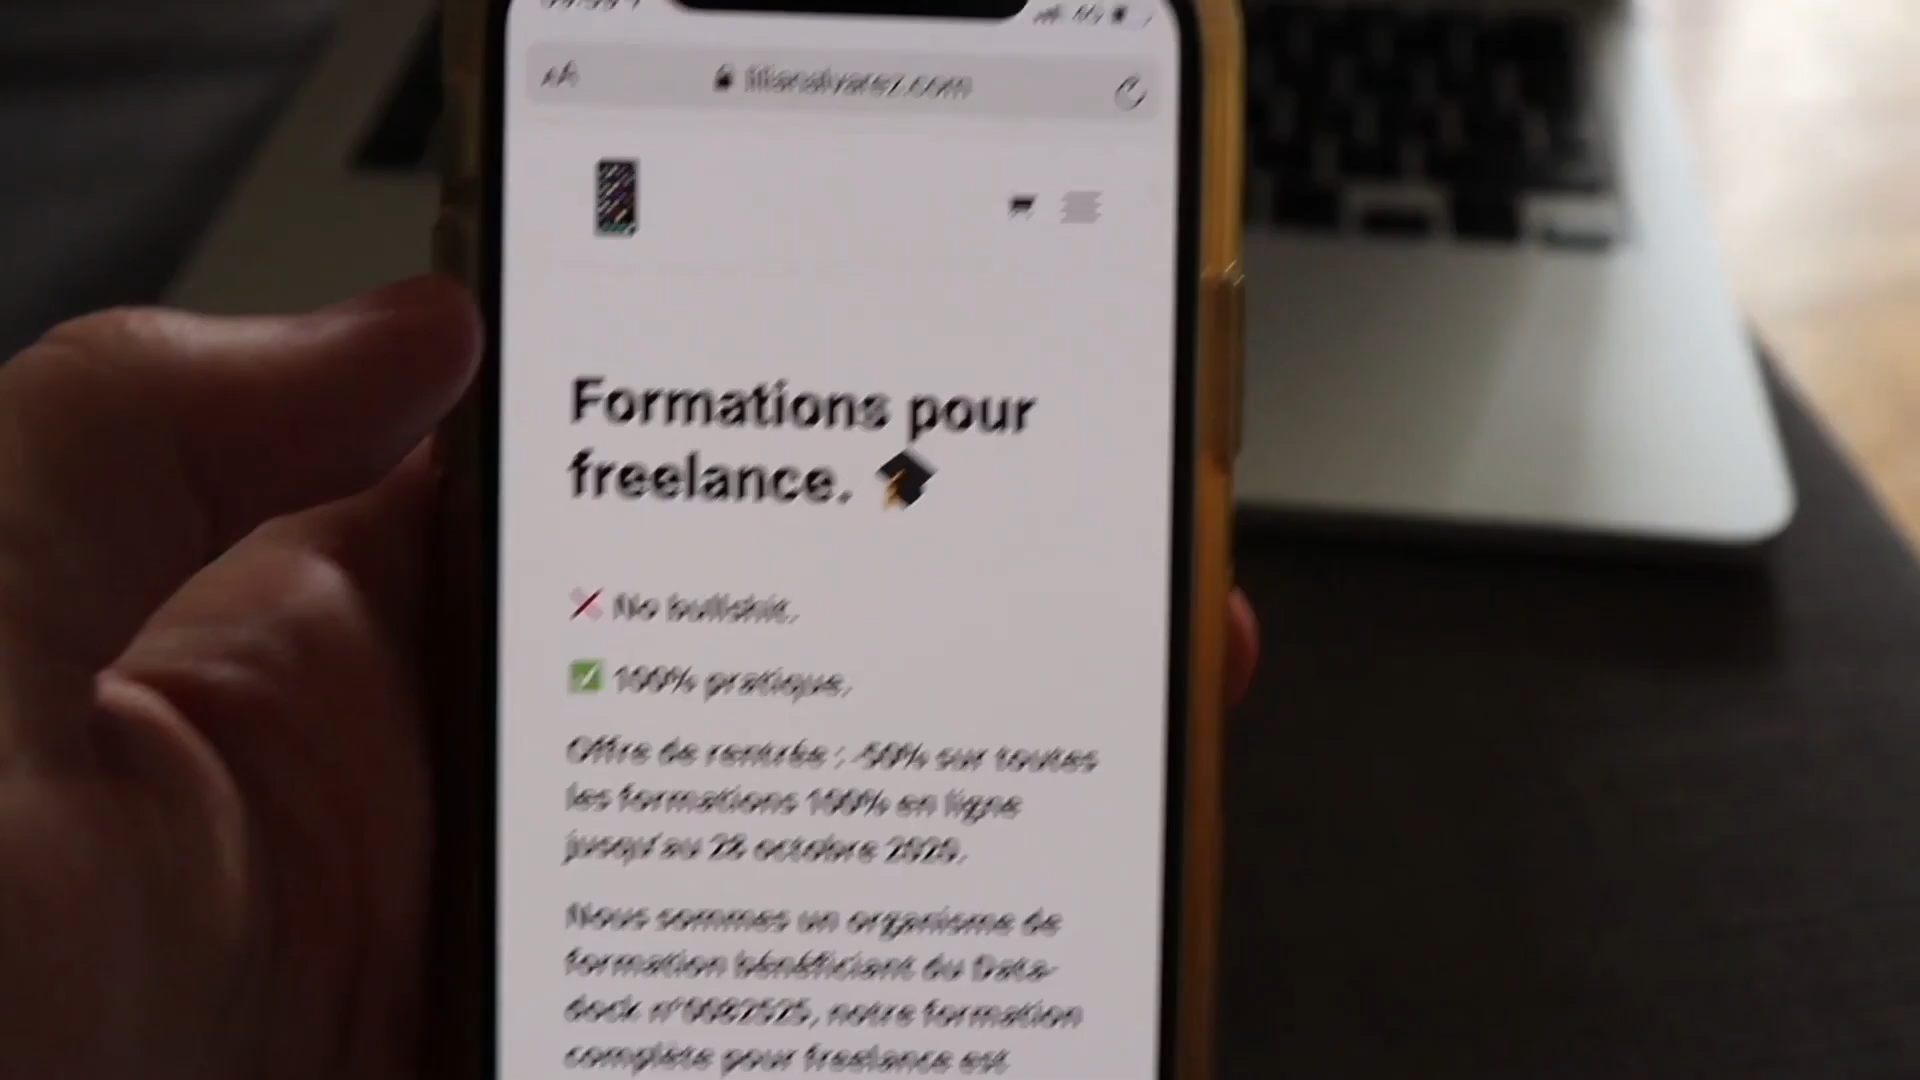 lilianalvarez.com
Formations pour
freelance. 🎓
❌ No bullshit.
✅ 100% pratique.
Offre de rentrée : -50% sur toutes
les formations 100% en ligne
jusqu'au 28 octobre 2020.
Nous sommes un organisme de
formation bénéficiant du Data-
dock n°0082525, notre formation
complète pour freelance est